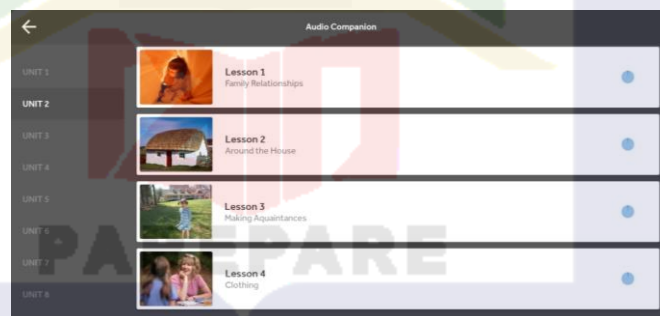 Audio Companion
UNIT 1
UNIT 2
UNIT 3
UNIT 4
UNIT 5
UNIT 6
UNIT 7
UNIT 8
Lesson 1
Family Relationships
Lesson 2
Around the House
Lesson 3
Making Aquaintances
Lesson 4
Clothing
PAREPARE